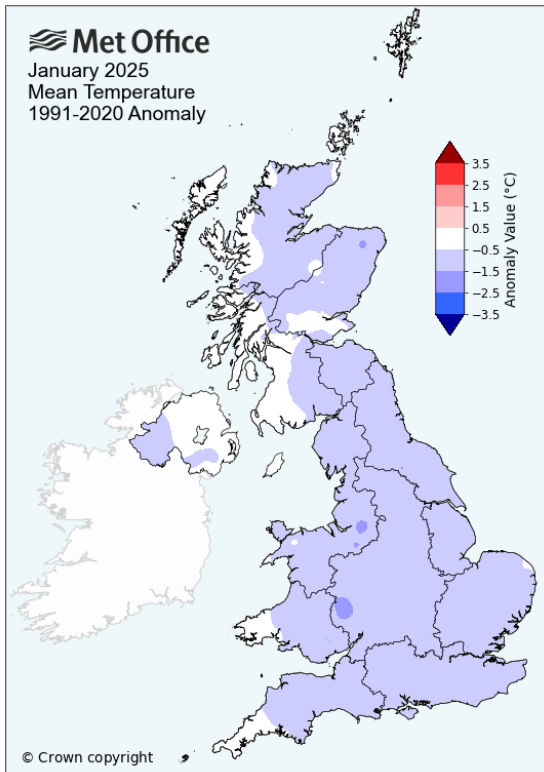 Met Office
January 2025
Mean Temperature
1991-2020 Anomaly
3.5
2.5
1.5
0.5
−0.5
−1.5
−2.5
−3.5
Anomaly Value (°C)
© Crown copyright